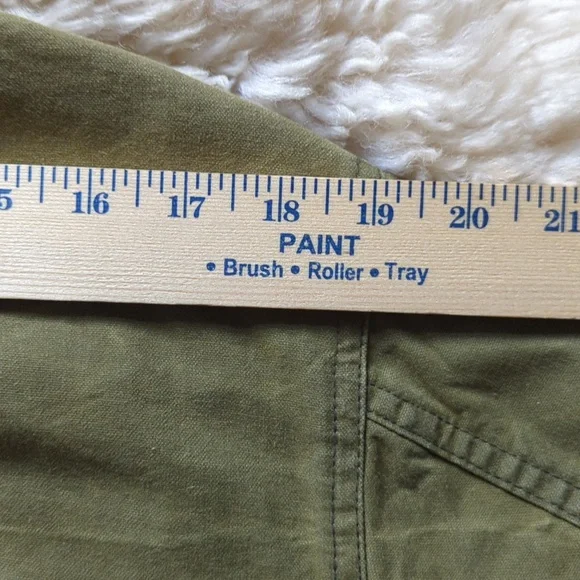 5 16 17 18 19 20 21
PAINT
• Brush • Roller • Tray